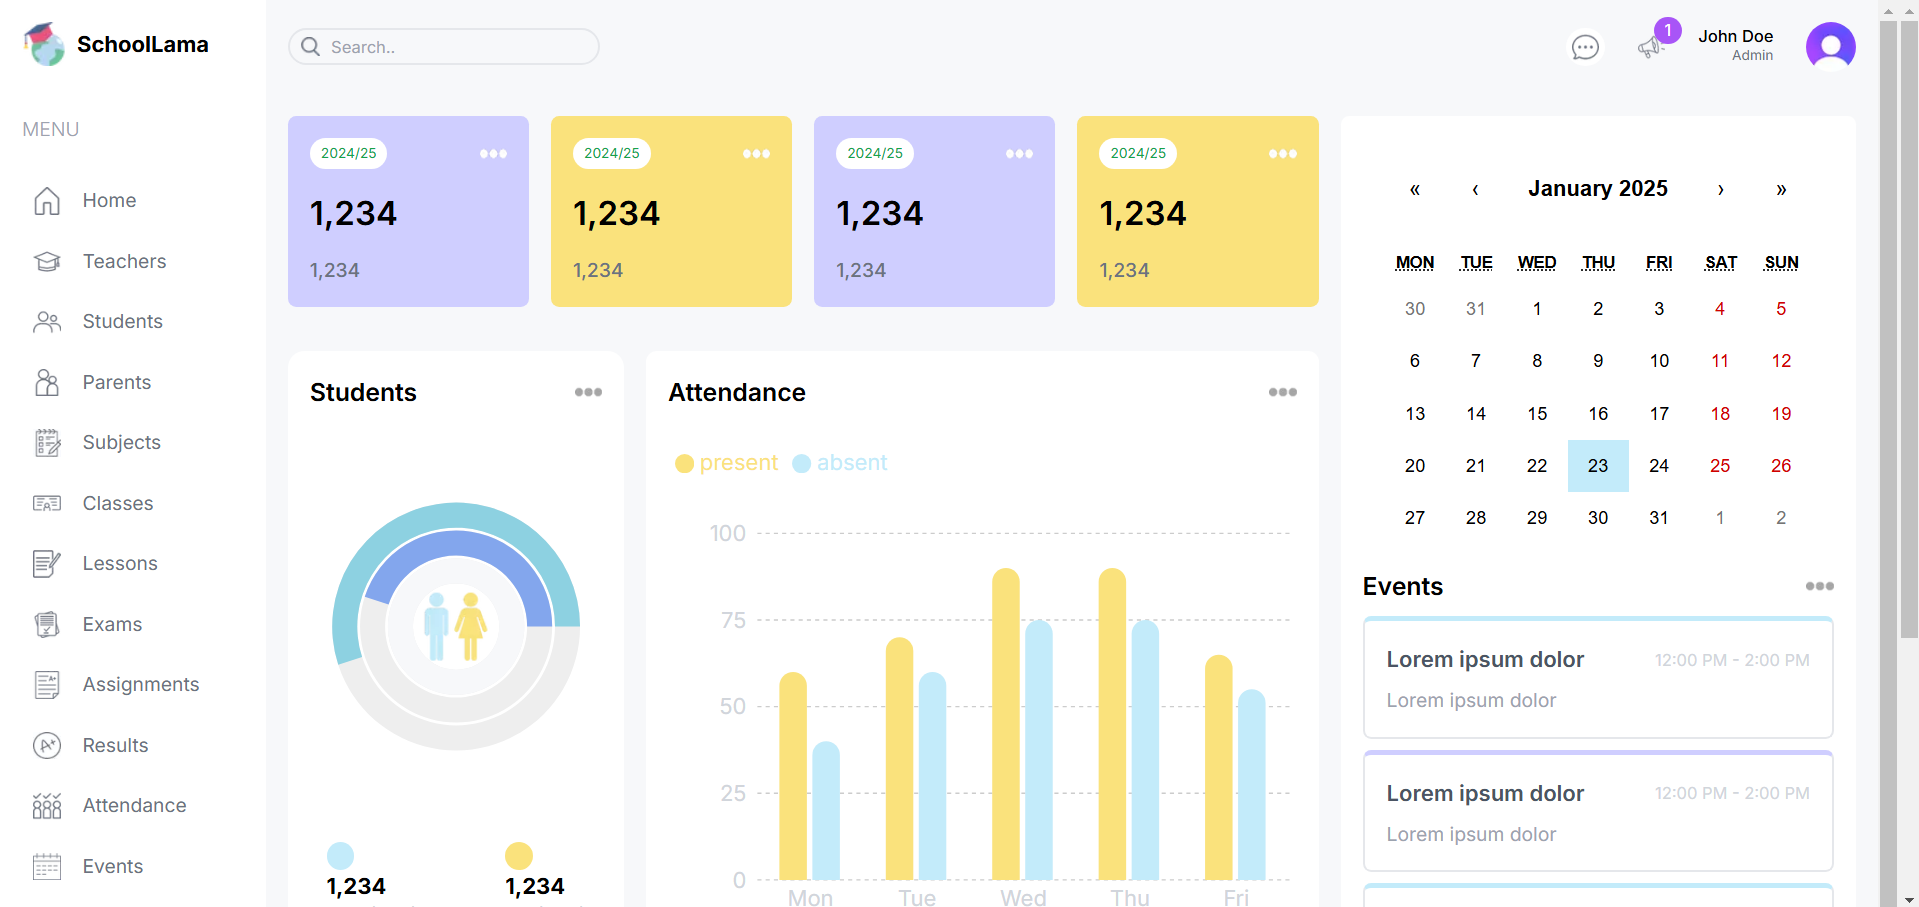 SchoolLama
MENU
Home
Teachers
Students
Parents
Subjects
Classes
Lessons
Exams
Assignments
Results
Attendance
Events
Search..
1
John Doe
Admin
2024/25
1,234
1,234
2024/25
1,234
1,234
2024/25
1,234
1,234
2024/25
1,234
1,234
Students
1,234
1,234
Attendance
present absent
100
75
50
25
0
Mon Tue Wed Thu Fri
« ‹ January 2025 › »
MON TUE WED THU FRI SAT SUN
30 31 1 2 3 4 5
6 7 8 9 10 11 12
13 14 15 16 17 18 19
20 21 22 23 24 25 26
27 28 29 30 31 1 2
Events
Lorem ipsum dolor 12:00 PM - 2:00 PM
Lorem ipsum dolor
Lorem ipsum dolor 12:00 PM - 2:00 PM
Lorem ipsum dolor